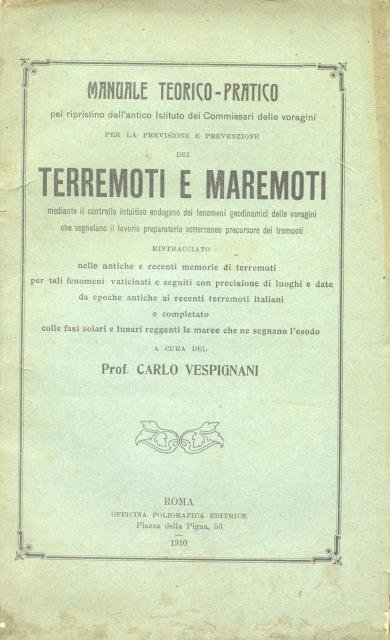 MANUALE TEORICO-PRATICO
pel ripristino dell'antico Istituto dei Commissari delle voragini
PER LA PREVISIONE E PREVENZIONE
DEI
TERREMOTI E MAREMOTI
mediante il controllo intuitivo endogeno dei fenomeni geodinamici delle voragini
che segnalano il lavorio preparatorio sotterraneo precursore dei tremuoti
RINTRACCIATO
nelle antiche e recenti memorie di terremoti
per tali fenomeni vaticinati e seguiti con precisione di luoghi e date
da epoche antiche ai recenti terremoti italiani
e completato
colle fasi solari e lunari reggenti le maree che ne segnano l'esodo
A CURA DEL
Prof. CARLO VESPIGNANI
ROMA
OFFICINA POLIGRAFICA EDITRICE
Piazza della Pigna, 53
1910